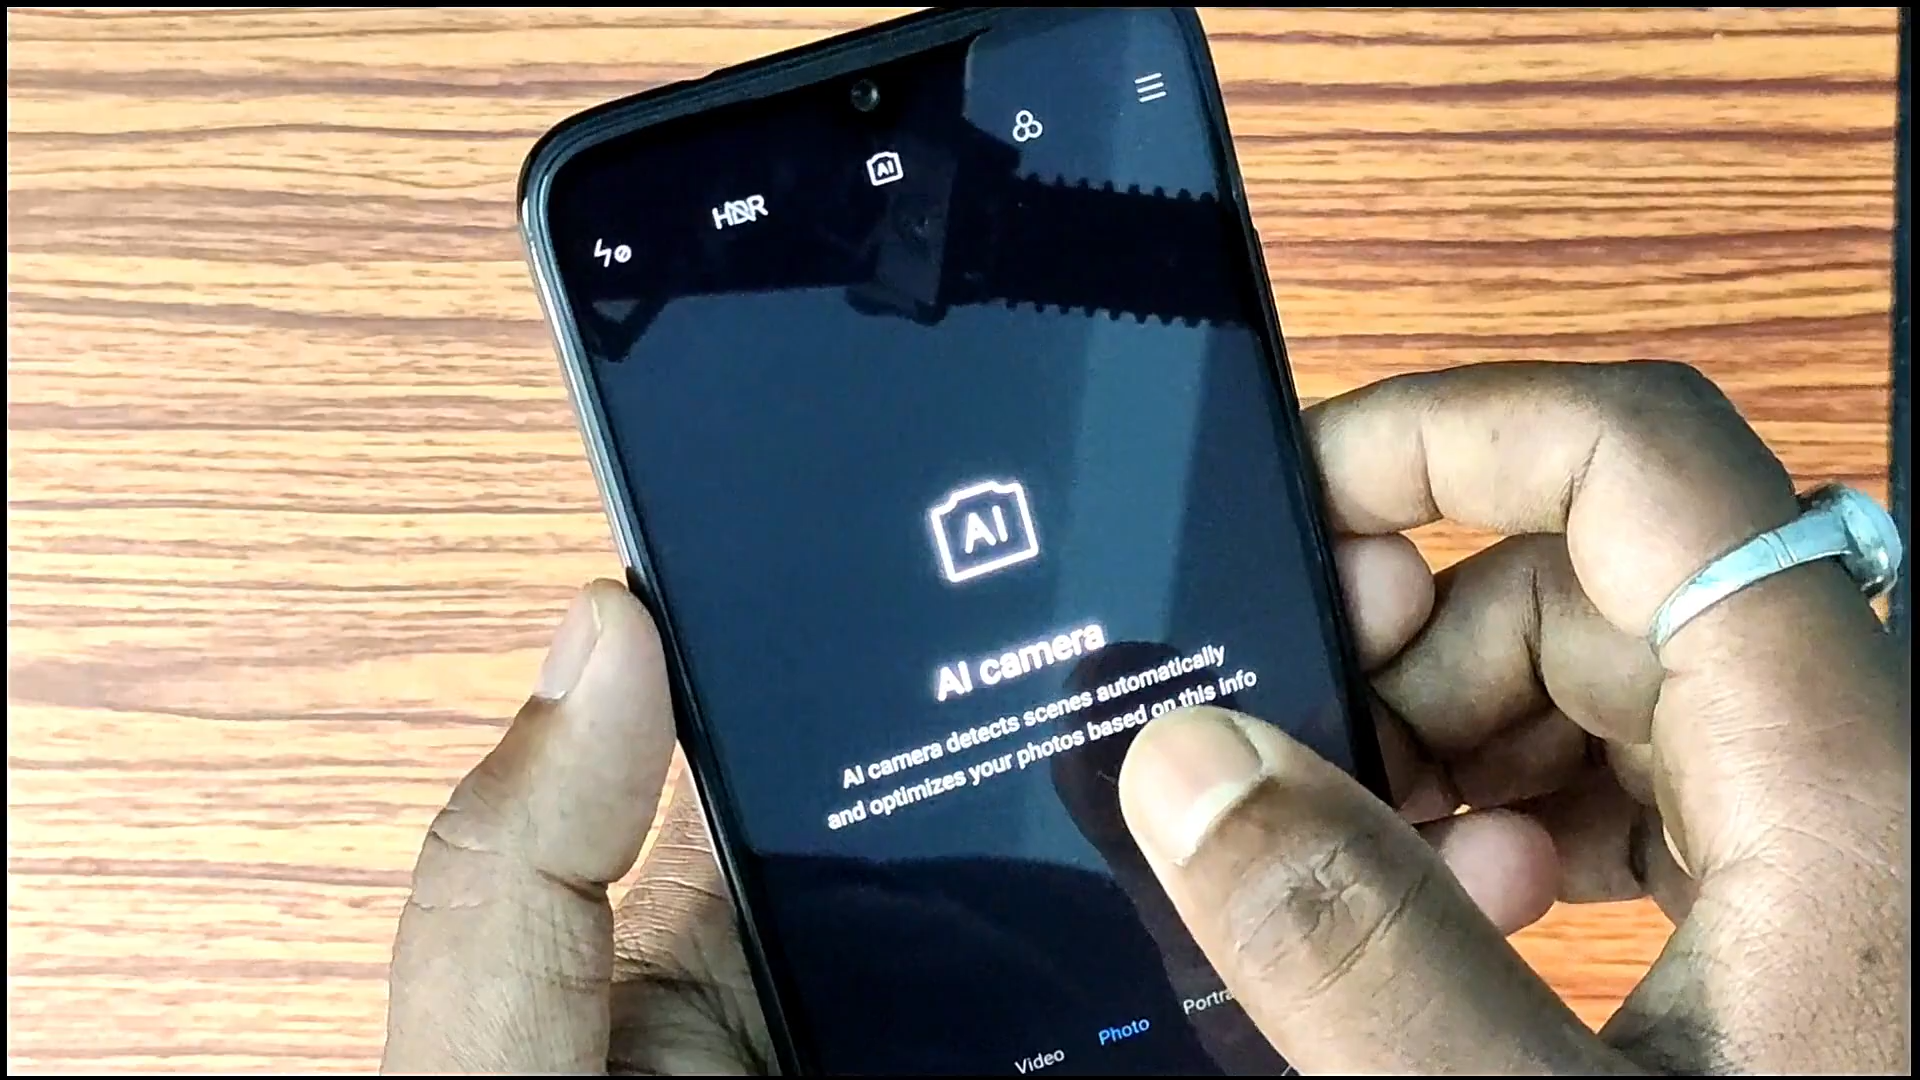 HDR
AI
AI
AI camera
AI camera detects scenes automatically
and optimizes your photos based on this info
Video Photo